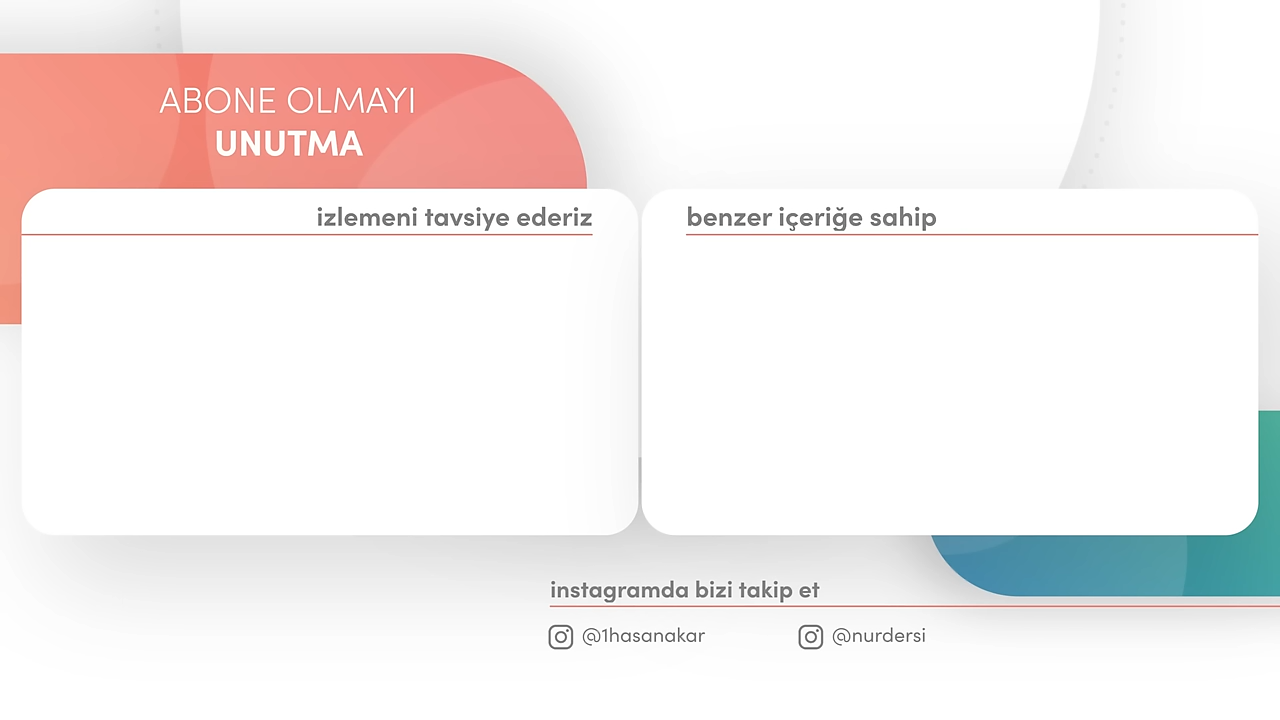 ABONE OLMAYI
UNUTMA
izlemeni tavsiye ederiz
benzer içeriğe sahip
instagramda bizi takip et
@1hasanakar
@nurdersi